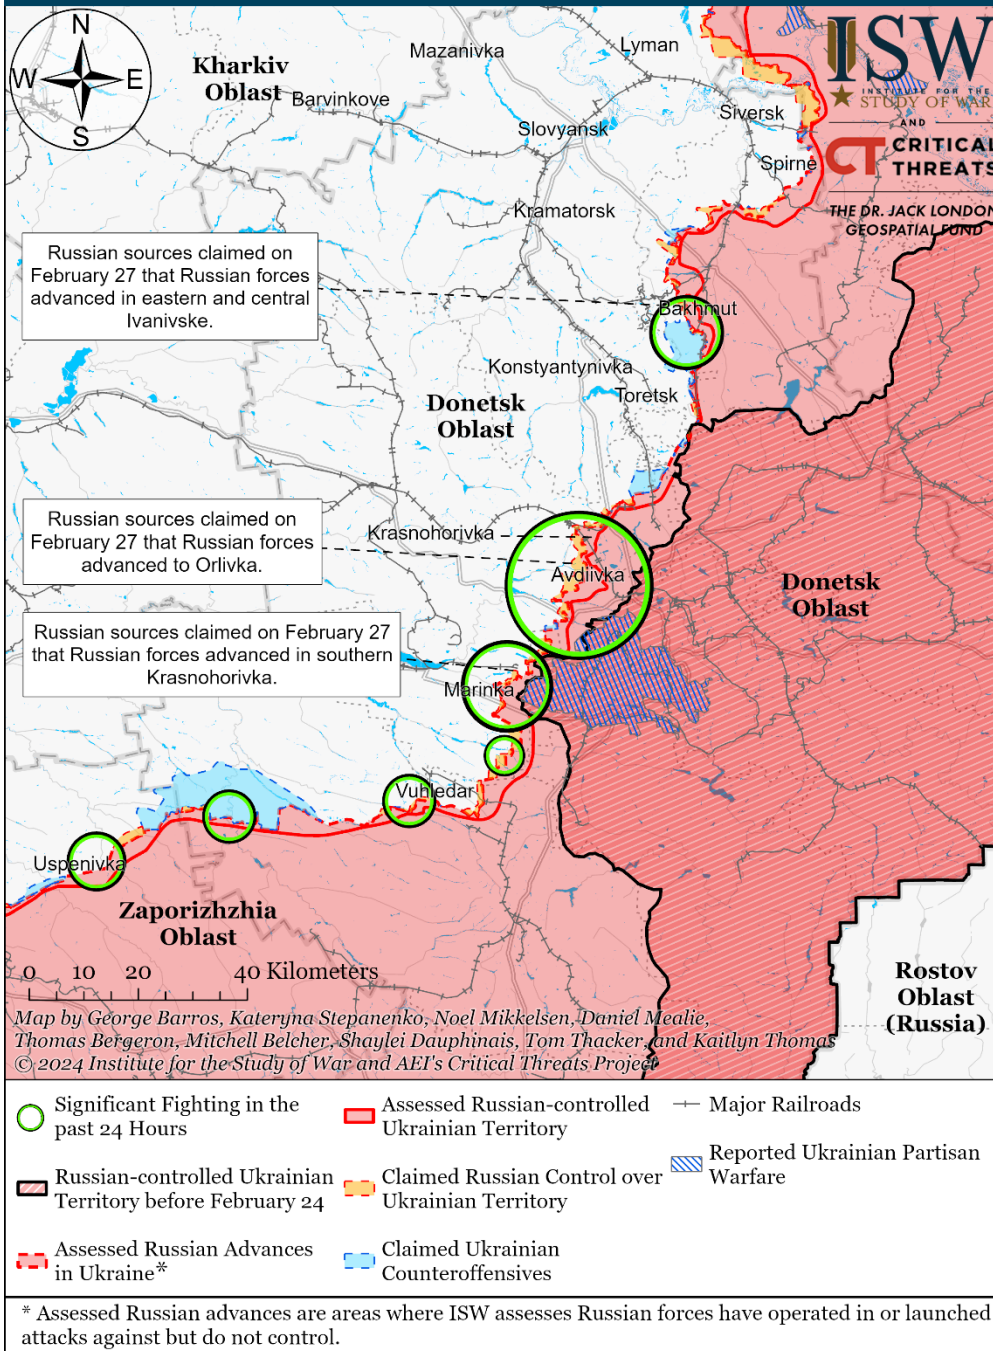 N
W
E
S
Kharkiv
Oblast
Mazanivka
Lyman
Barvinkove
Slovyansk
Siversk
Spirne
Kramatorsk
ISW
INSTITUTE FOR THE
STUDY OF WAR
AND
CT CRITICAL
THREATS
THE DR. JACK LONDON
GEOSPATIAL FUND
Russian sources claimed on
February 27 that Russian forces
advanced in eastern and central
Ivanivske.
Bakhmut
Konstyantynivka
Toretsk
Donetsk
Oblast
Russian sources claimed on
February 27 that Russian forces
advanced to Orlivka.
Krasnohorivka
Avdiivka
Donetsk
Oblast
Russian sources claimed on February 27
that Russian forces advanced in southern
Krasnohorivka.
Marinka
Vuhledar
Uspenivka
Zaporizhzhia
Oblast
Rostov
Oblast
(Russia)
0 10 20 40 Kilometers
Map by George Barros, Kateryna Stepanenko, Noel Mikkelsen, Daniel Mealie,
Thomas Bergeron, Mitchell Belcher, Shaylei Dauphinais, Tom Thacker, and Kaitlyn Thomas
© 2024 Institute for the Study of War and AEI's Critical Threats Project
Significant Fighting in the
past 24 Hours
Russian-controlled Ukrainian
Territory before February 24
Assessed Russian Advances
in Ukraine*
Assessed Russian-controlled
Ukrainian Territory
Claimed Russian Control over
Ukrainian Territory
Claimed Ukrainian
Counteroffensives
Major Railroads
Reported Ukrainian Partisan
Warfare
* Assessed Russian advances are areas where ISW assesses Russian forces have operated in or launched
attacks against but do not control.